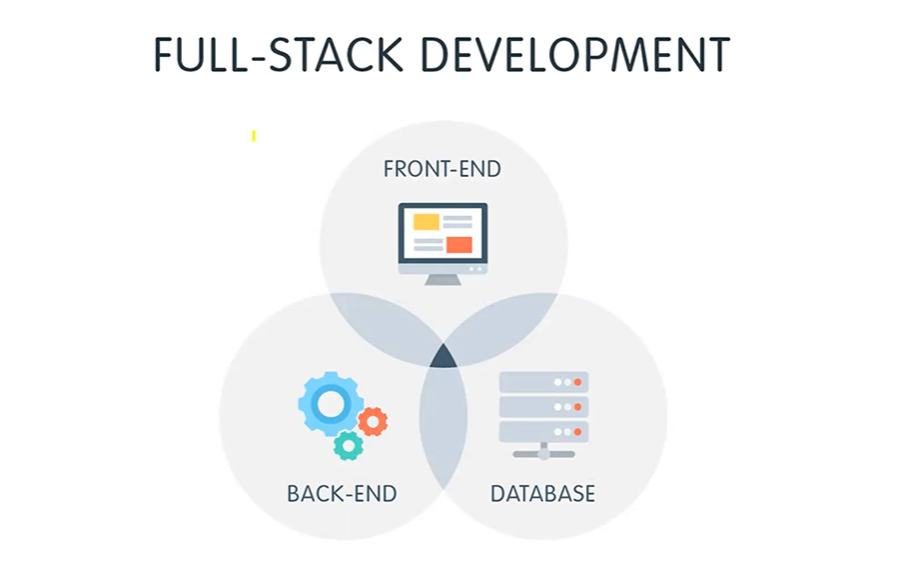 FULL-STACK DEVELOPMENT
FRONT-END
BACK-END
DATABASE